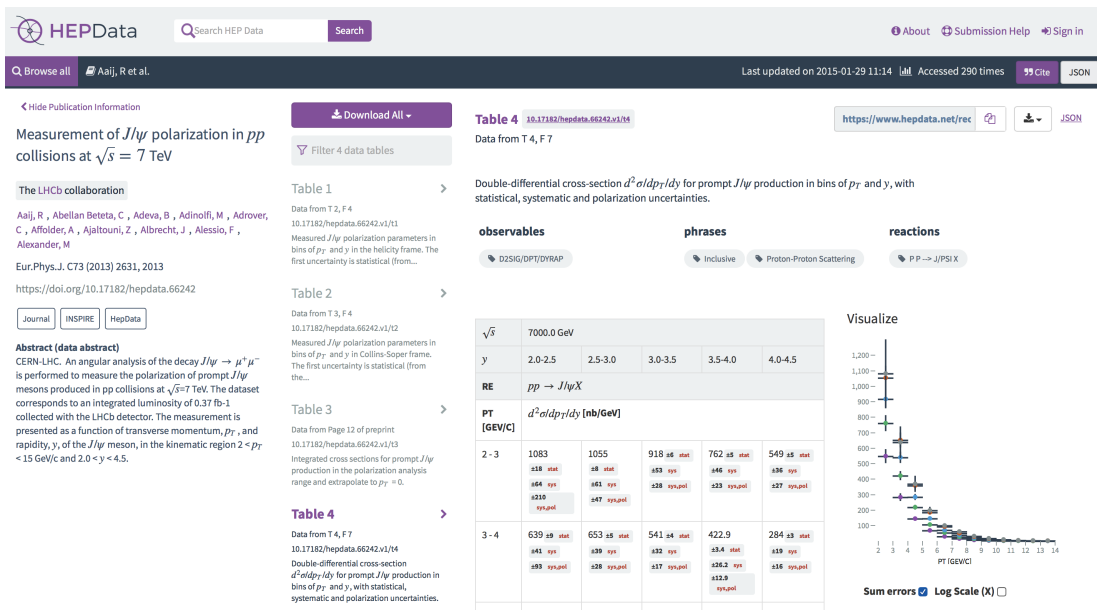 HEPData
Search HEP Data
Search
About
Submission Help
Sign in
Browse all
Aaij, R et al.
Last updated on 2015-01-29 11:14
Accessed 290 times
Cite
JSON
Hide Publication Information
Measurement of J/ψ polarization in pp
collisions at √s = 7 TeV
The LHCb collaboration
Aaij, R , Abellan Beteta, C , Adeva, B , Adinolfi, M , Adrover,
C , Affolder, A , Ajaltouni, Z , Albrecht, J , Alessio, F ,
Alexander, M
Eur.Phys.J. C73 (2013) 2631, 2013
https://doi.org/10.17182/hepdata.66242
Journal
INSPIRE
HepData
Abstract (data abstract)
CERN-LHC. An angular analysis of the decay J/ψ → μ⁺μ⁻
is performed to measure the polarization of prompt J/ψ
mesons produced in pp collisions at √s=7 TeV. The dataset
corresponds to an integrated luminosity of 0.37 fb-1
collected with the LHCb detector. The measurement is
presented as a function of transverse momentum, p_T , and
rapidity, y, of the J/ψ meson, in the kinematic region 2 < p_T
< 15 GeV/c and 2.0 < y < 4.5.
Download All
Filter 4 data tables
Table 1
Data from T 2, F 4
10.17182/hepdata.66242.v1/t1
Measured J/ψ polarization parameters in
bins of p_T and y in the helicity frame. The
first uncertainty is statistical (from...
Table 2
Data from T 3, F 4
10.17182/hepdata.66242.v1/t2
Measured J/ψ polarization parameters in
bins of p_T and y in Collins-Soper frame.
The first uncertainty is statistical (from
the...
Table 3
Data from Page 12 of preprint
10.17182/hepdata.66242.v1/t3
Integrated cross sections for prompt J/ψ
production in the polarization analysis
range and extrapolate to p_T = 0.
Table 4
Data from T 4, F 7
10.17182/hepdata.66242.v1/t4
Double-differential cross-section
d²σ/dp_T/dy for prompt J/ψ production in
bins of p_T and y, with statistical,
systematic and polarization uncertainties.
Table 4
10.17182/hepdata.66242.v1/t4
https://www.hepdata.net/rec
JSON
Data from T 4, F 7
Double-differential cross-section d²σ/dp_T/dy for prompt J/ψ production in bins of p_T and y, with
statistical, systematic and polarization uncertainties.
observables
phrases
reactions
D2SIG/DPT/DYRAP
Inclusive
Proton-Proton Scattering
P P --> J/PSI X
√s 7000.0 GeV
y 2.0-2.5 2.5-3.0 3.0-3.5 3.5-4.0 4.0-4.5
RE pp → J/ψX
PT d²σ/dp_T/dy [nb/GeV]
[GEV/C]
2 - 3 1083 1055 918 ±6 stat 762 ±5 stat 549 ±5 stat
±18 stat ±8 stat ±53 sys ±46 sys ±36 sys
±64 sys ±61 sys ±28 sys,pol ±23 sys,pol ±27 sys,pol
±210 ±47 sys,pol
sys,pol
3 - 4 639 ±9 stat 653 ±5 stat 541 ±4 stat 422.9 284 ±3 stat
±41 sys ±39 sys ±32 sys ±3.4 stat ±19 sys
±93 sys,pol ±28 sys,pol ±17 sys,pol ±26.2 sys ±16 sys,pol
±12.9
sys,pol
Visualize
1,200
1,100
1,000
900
800
700
600
500
400
300
200
100
2 3 4 5 6 7 8 9 10 11 12 13 14
PT [GEV/C]
Sum errors
Log Scale (X)